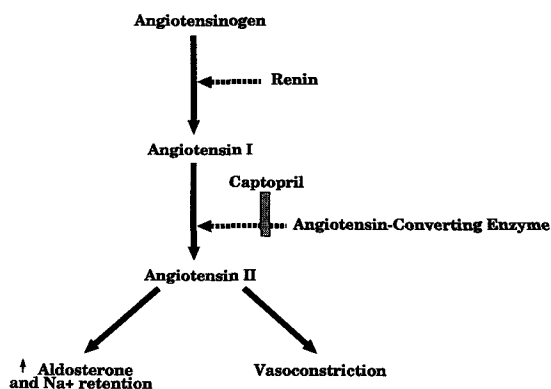 Angiotensinogen
Renin
Angiotensin I
Captopril
Angiotensin-Converting Enzyme
Angiotensin II
↑ Aldosterone
and Na+ retention
Vasoconstriction